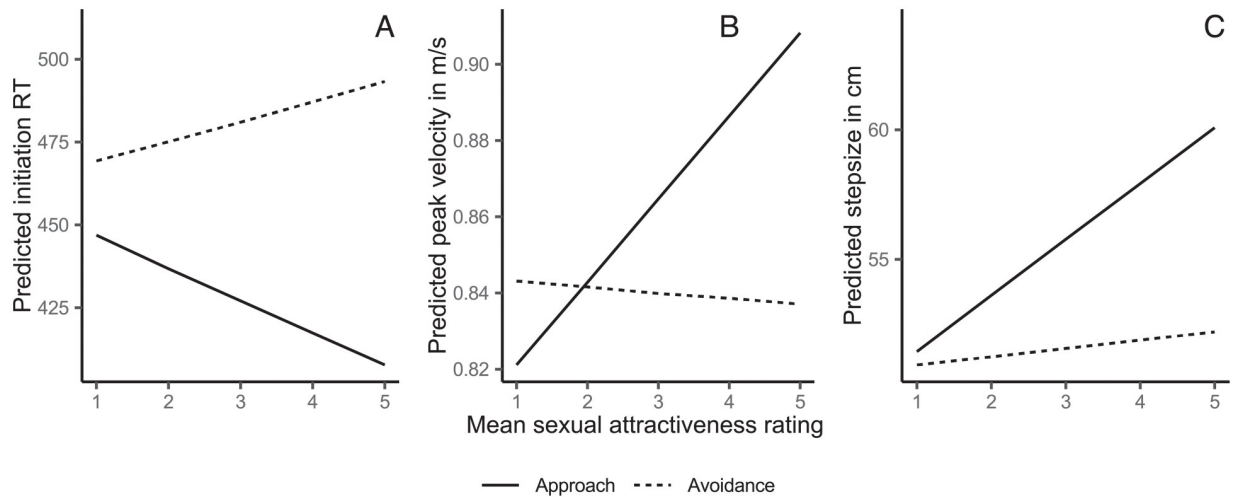 A
Predicted initiation RT
500
475
450
425
1 2 3 4 5
B
Predicted peak velocity in m/s
0.90
0.88
0.86
0.84
0.82
1 2 3 4 5
C
Predicted stepsize in cm
60
55
1 2 3 4 5
Mean sexual attractiveness rating
Approach Avoidance